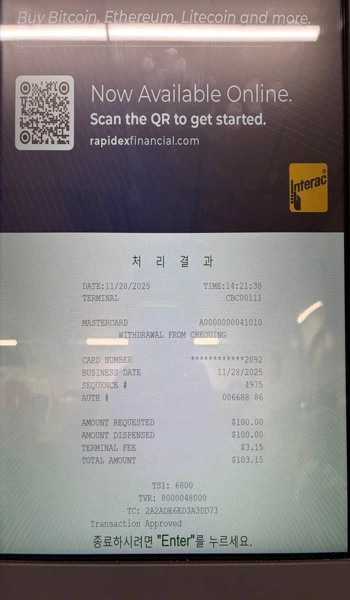 Buy Bitcoin, Ethereum, Litecoin and more.
Now Available Online.
Scan the QR to get started.
rapidexfinancial.com
Interac
처 리 결 과
DATE:11/28/2025 TIME:14:21:38
TERMINAL CBC00111
MASTERCARD A0000000041010
WITHDRAWAL FROM CHEQUING
CARD NUMBER ************2092
BUSINESS DATE 11/28/2025
SEQUENCE # 4975
AUTH # 006688 86
AMOUNT REQUESTED $100.00
AMOUNT DISPENSED $100.00
TERMINAL FEE $3.15
TOTAL AMOUNT $103.15
TSI: 6800
TVR: 8000048000
TC: 2A2ADE6ED3A3DD73
Transaction Approved
종료하시려면 "Enter"를 누르세요.